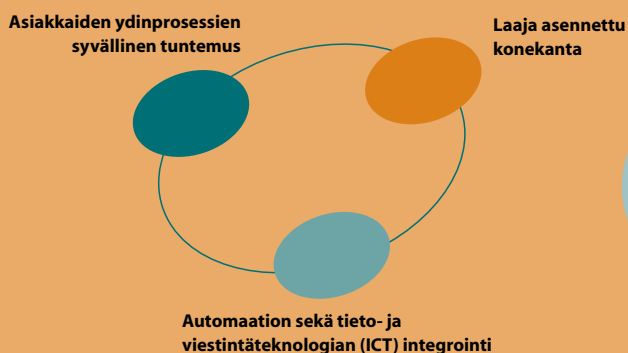 Asiakkaiden ydinprosessien
syvällinen tuntemus
Laaja asennettu
konekanta
Automaation sekä tieto- ja
viestintäteknologian (ICT) integrointi